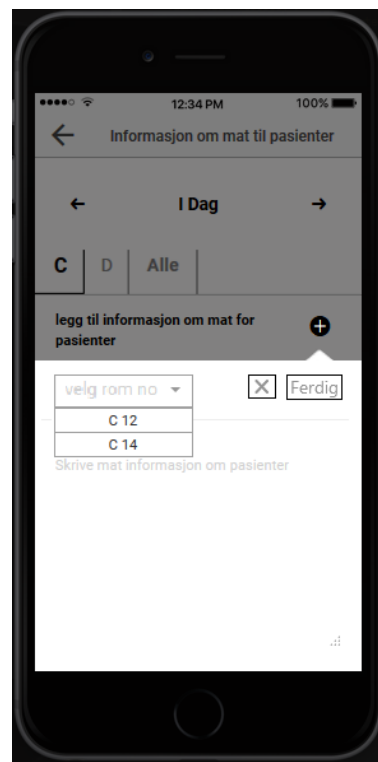 12:34 PM 100%
Informasjon om mat til pasienter
I Dag
C D Alle
legg til informasjon om mat for
pasienter
velg rom no Ferdig
C 12
C 14
Skrive mat informasjon om pasienter